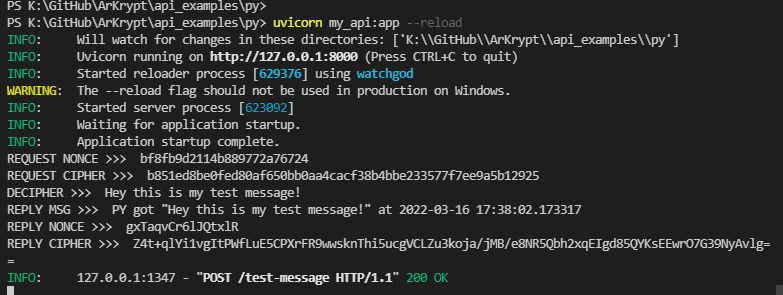 PS K:\GitHub\ArKrypt\api_examples\py>
PS K:\GitHub\ArKrypt\api_examples\py> uvicorn my_api:app --reload
INFO:     Will watch for changes in these directories: ['K:\\GitHub\\ArKrypt\\api_examples\\py']
INFO:     Uvicorn running on http://127.0.0.1:8000 (Press CTRL+C to quit)
INFO:     Started reloader process [629376] using watchgod
WARNING:  The --reload flag should not be used in production on Windows.
INFO:     Started server process [623092]
INFO:     Waiting for application startup.
INFO:     Application startup complete.
REQUEST NONCE >>>  bf8fb9d2114b889772a76724
REQUEST CIPHER >>>  b851ed8be0fed80af650bb0aa4cacf38b4bbe233577f7ee9a5b12925
DECIPHER >>>  Hey this is my test message!
REPLY MSG >>>  PY got "Hey this is my test message!" at 2022-03-16 17:38:02.173317
REPLY NONCE >>>  gxTaqvCr6lJQtxlR
REPLY CIPHER >>>  Z4t+qlYi1vgItPWfLuE5CPXrFR9wwsknThi5ucgVCLZu3koja/jMB/e8NR5Qbh2xqEIgd85QYKsEEwrO7G39NyAvlg=
=
INFO:     127.0.0.1:1347 - "POST /test-message HTTP/1.1" 200 OK